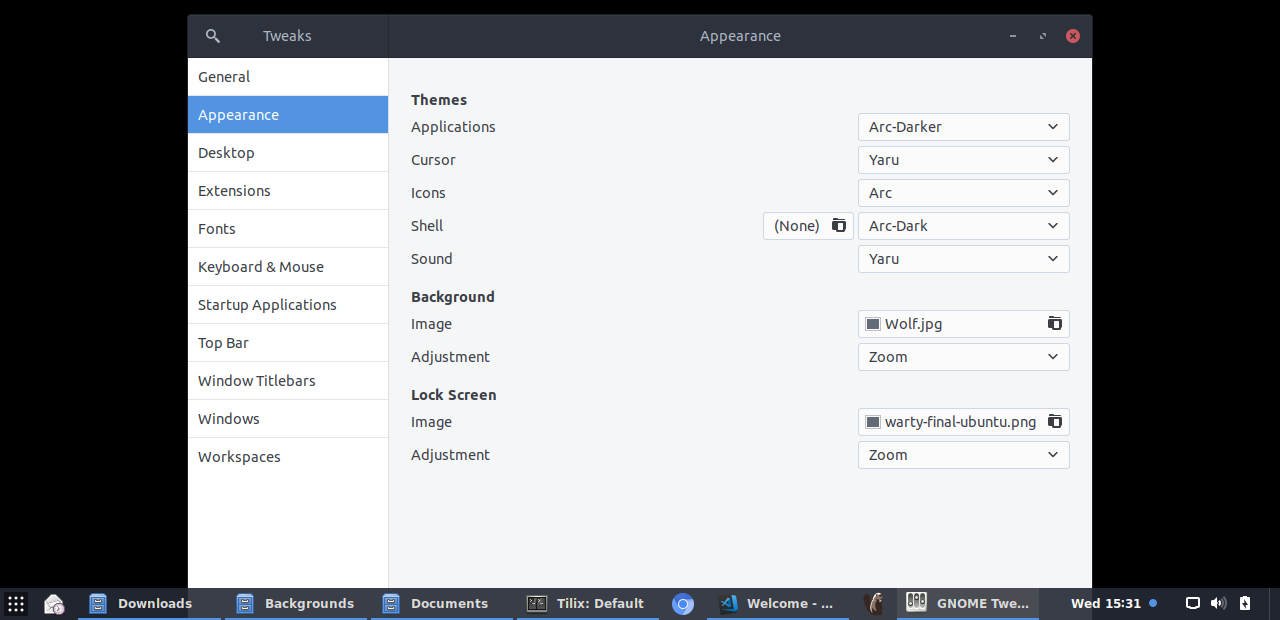 Tweaks
Appearance
General
Appearance
Desktop
Extensions
Fonts
Keyboard & Mouse
Startup Applications
Top Bar
Window Titlebars
Windows
Workspaces
Themes
Applications Arc-Darker
Cursor Yaru
Icons Arc
Shell (None) Arc-Dark
Sound Yaru
Background
Image Wolf.jpg
Adjustment Zoom
Lock Screen
Image warty-final-ubuntu.png
Adjustment Zoom
Downloads Backgrounds Documents Tilix: Default Welcome - ... GNOME Twe... Wed 15:31